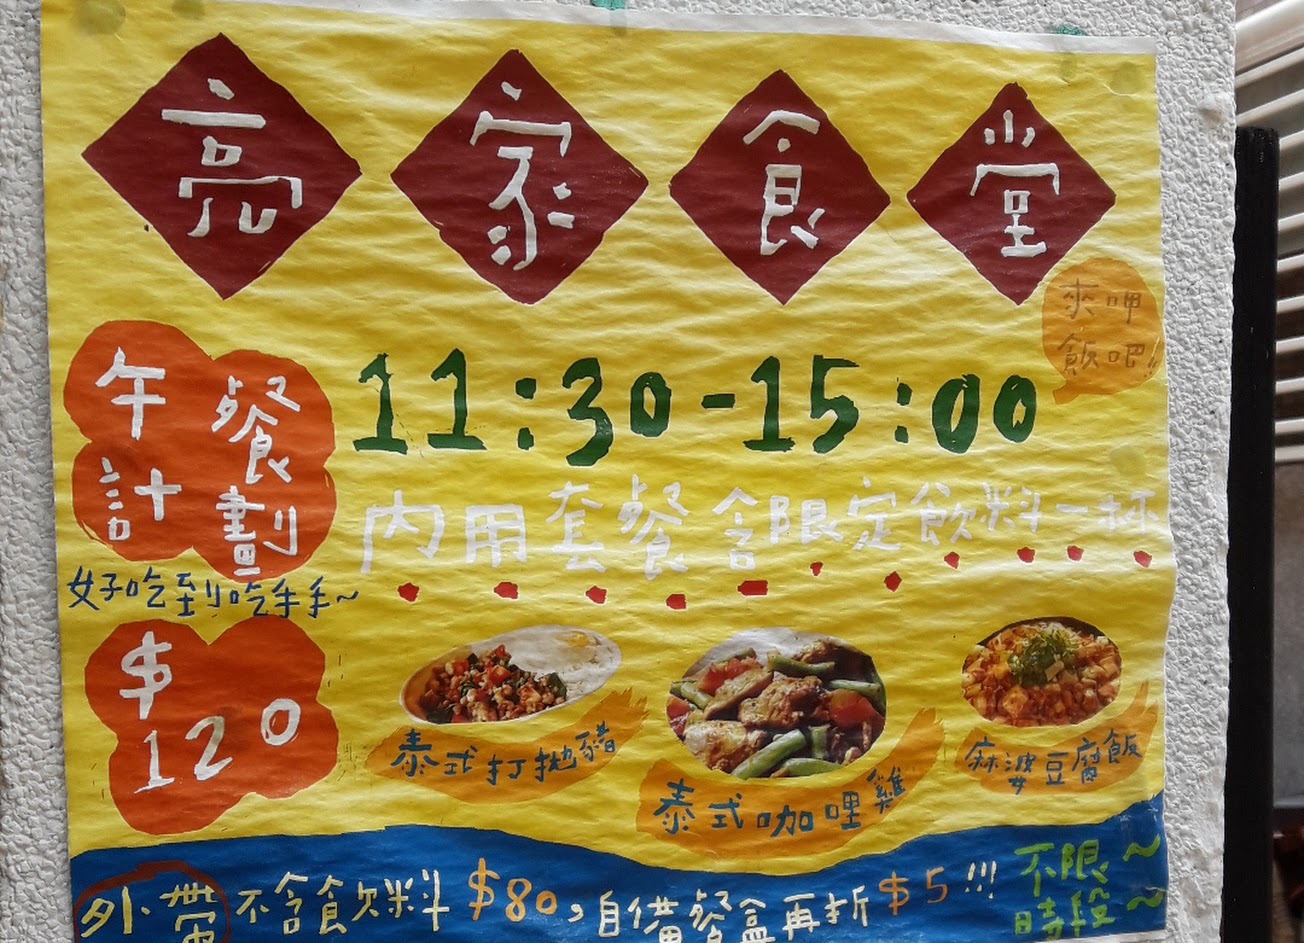 亮家食堂
來呷
飯吧!!
午餐
計劃
11:30-15:00
內用套餐含限定飲料一杯
好吃到吃手手~
$120
泰式打拋豬
泰式咖哩雞
麻婆豆腐飯
外帶不含飲料$80,自備餐盒再折$5!!!
不限~
時段~